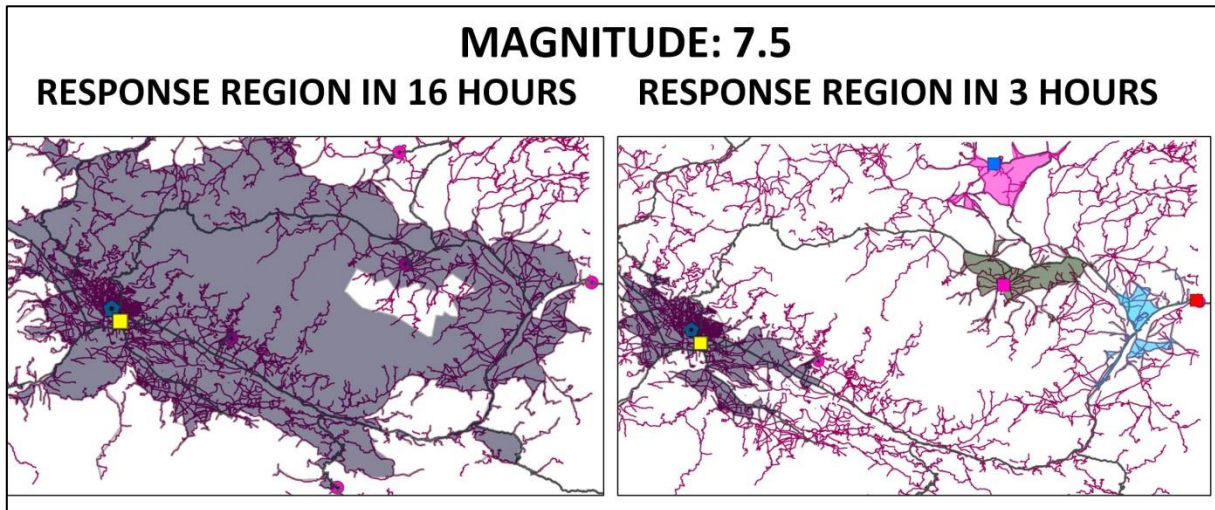 MAGNITUDE: 7.5
RESPONSE REGION IN 16 HOURS
RESPONSE REGION IN 3 HOURS